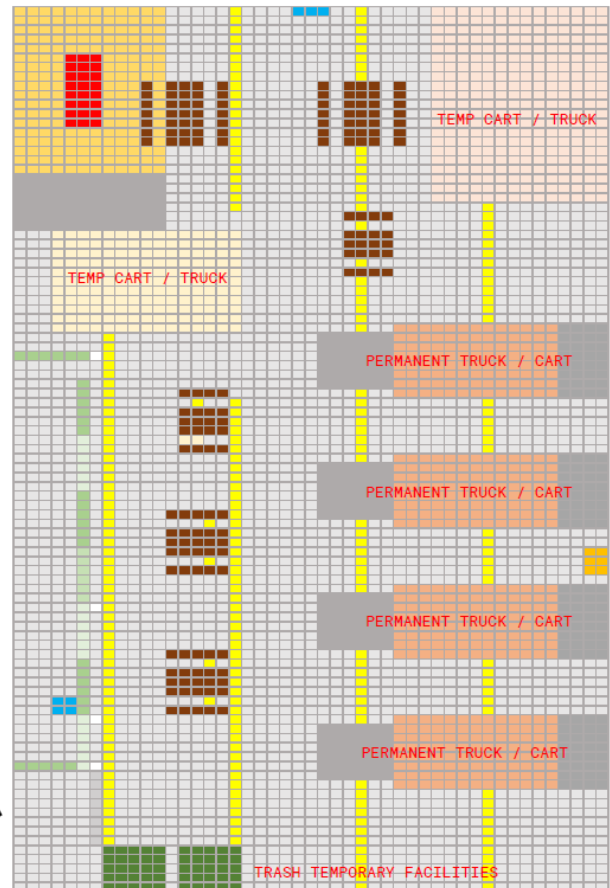 TEMP CART / TRUCK
TEMP CART / TRUCK
PERMANENT TRUCK / CART
PERMANENT TRUCK / CART
PERMANENT TRUCK / CART
PERMANENT TRUCK / CART
TRASH TEMPORARY FACILITIES